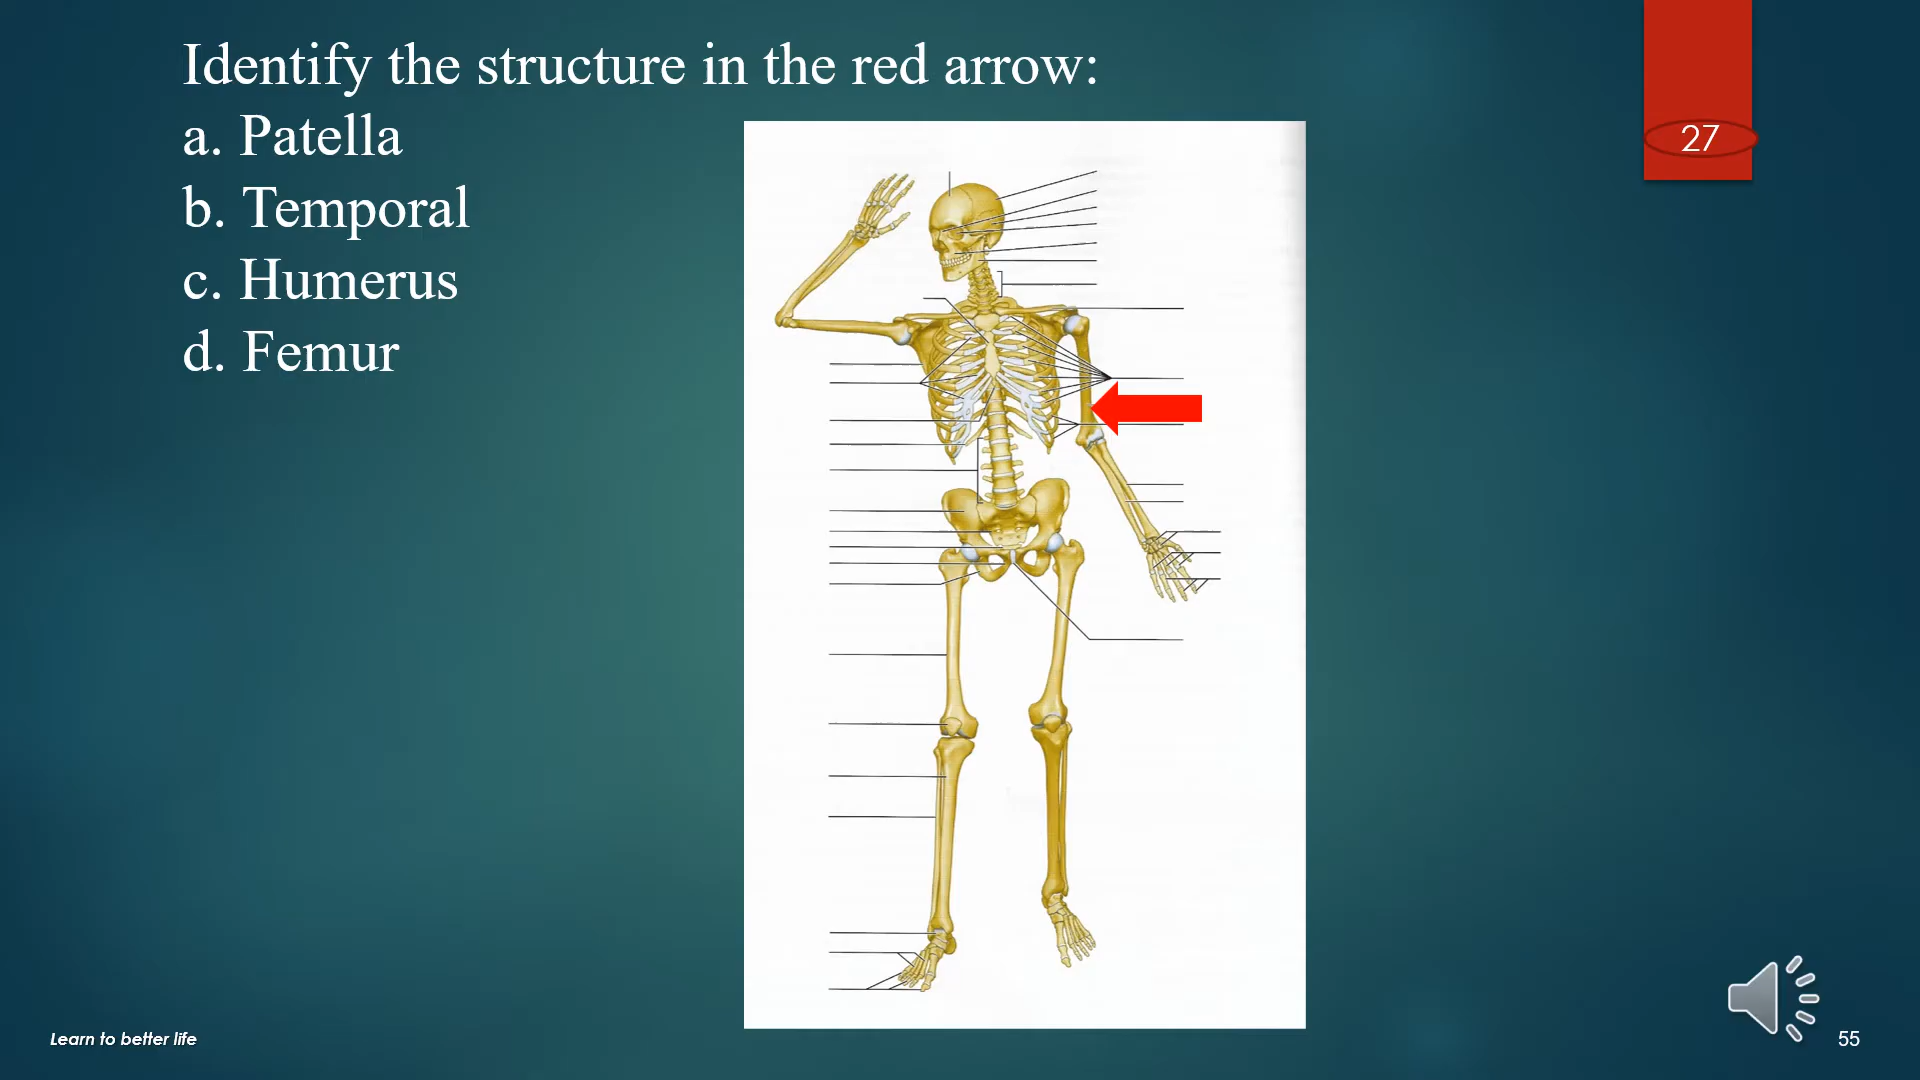 Identify the structure in the red arrow:
a. Patella
b. Temporal
c. Humerus
d. Femur
27
Learn to better life
55